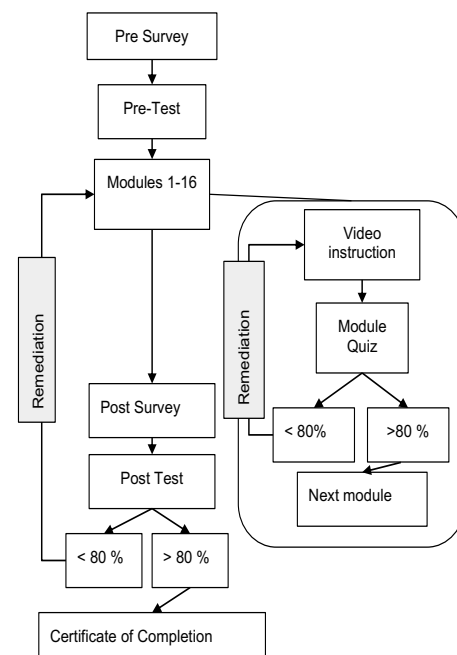 Pre Survey
Pre-Test
Modules 1-16
Remediation
Post Survey
Post Test
< 80 %
> 80 %
Certificate of Completion
Video
instruction
Remediation
Module
Quiz
< 80%
>80 %
Next module